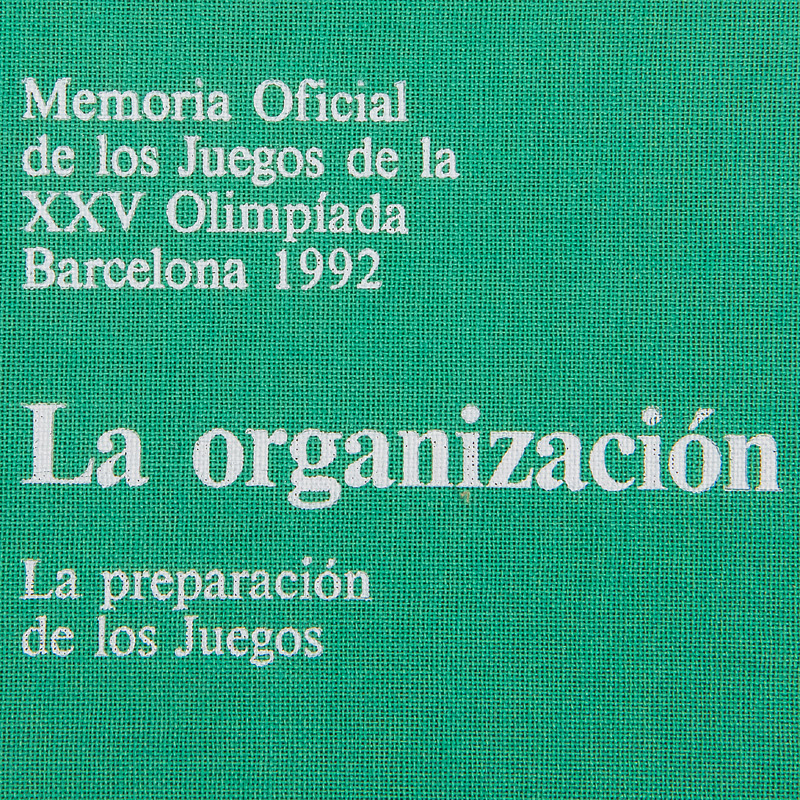 Memoria Oficial
de los Juegos de la
XXV Olimpíada
Barcelona 1992
La organización
La preparación
de los Juegos